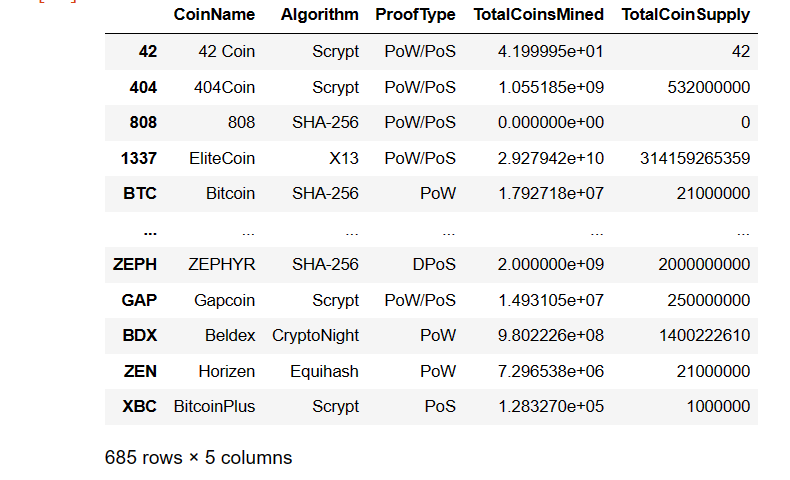 CoinName Algorithm ProofType TotalCoinsMined TotalCoinSupply
42 42 Coin Scrypt PoW/PoS 4.199995e+01 42
404 404Coin Scrypt PoW/PoS 1.055185e+09 532000000
808 808 SHA-256 PoW/PoS 0.000000e+00 0
1337 EliteCoin X13 PoW/PoS 2.927942e+10 314159265359
BTC Bitcoin SHA-256 PoW 1.792718e+07 21000000
... ... ... ... ... ...
ZEPH ZEPHYR SHA-256 DPoS 2.000000e+09 2000000000
GAP Gapcoin Scrypt PoW/PoS 1.493105e+07 250000000
BDX Beldex CryptoNight PoW 9.802226e+08 1400222610
ZEN Horizen Equihash PoW 7.296538e+06 21000000
XBC BitcoinPlus Scrypt PoS 1.283270e+05 1000000
685 rows × 5 columns